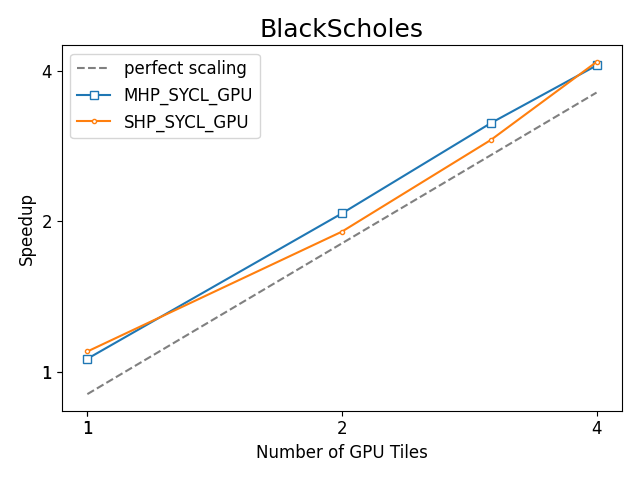 BlackScholes
perfect scaling
MHP_SYCL_GPU
SHP_SYCL_GPU
4
2
1
Speedup
1
2
4
Number of GPU Tiles